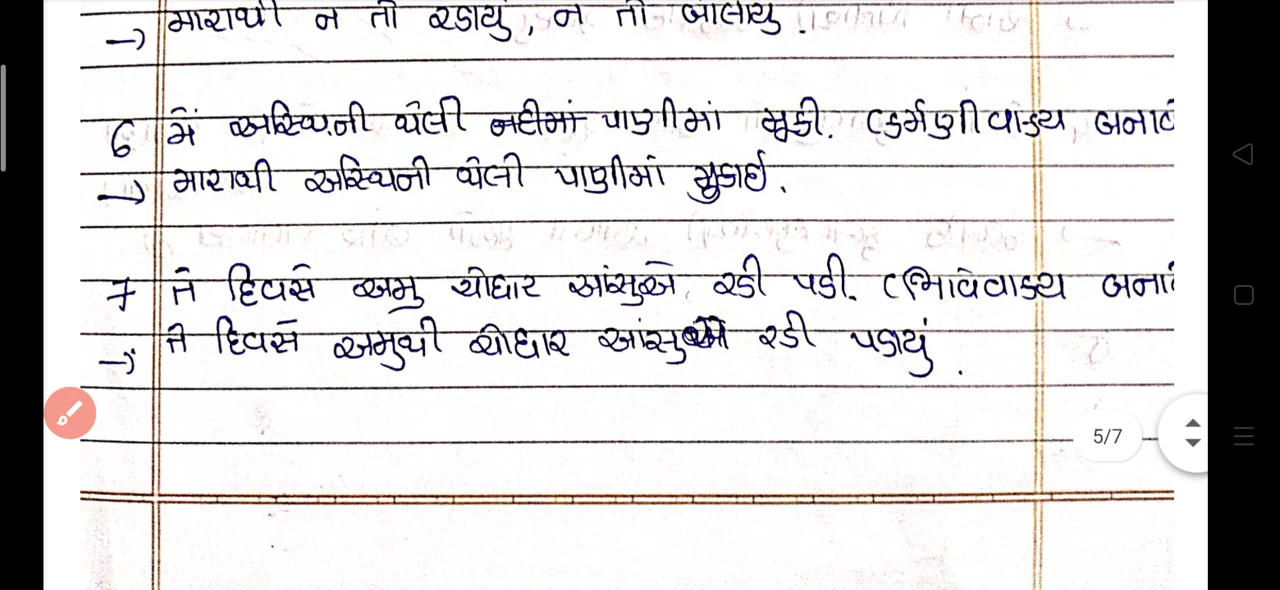 → મારાથી ન તો રડાયું, ન તો બોલાયુ.
6 મેં અસ્થિની થેલી નદીમાં પાણીમાં મૂકી. (કર્મણીવાક્ય બનાવ
→ મારાથી અસ્થિની થેલી પાણીમાં મુકાઈ.
7 તે દિવસે અમુ ચોધાર આંસુએ રડી પડી. (ભાવેવાક્ય બના
→ તે દિવસે અમુથી ચોધાર આંસુએ રડી પડાયું.
5/7